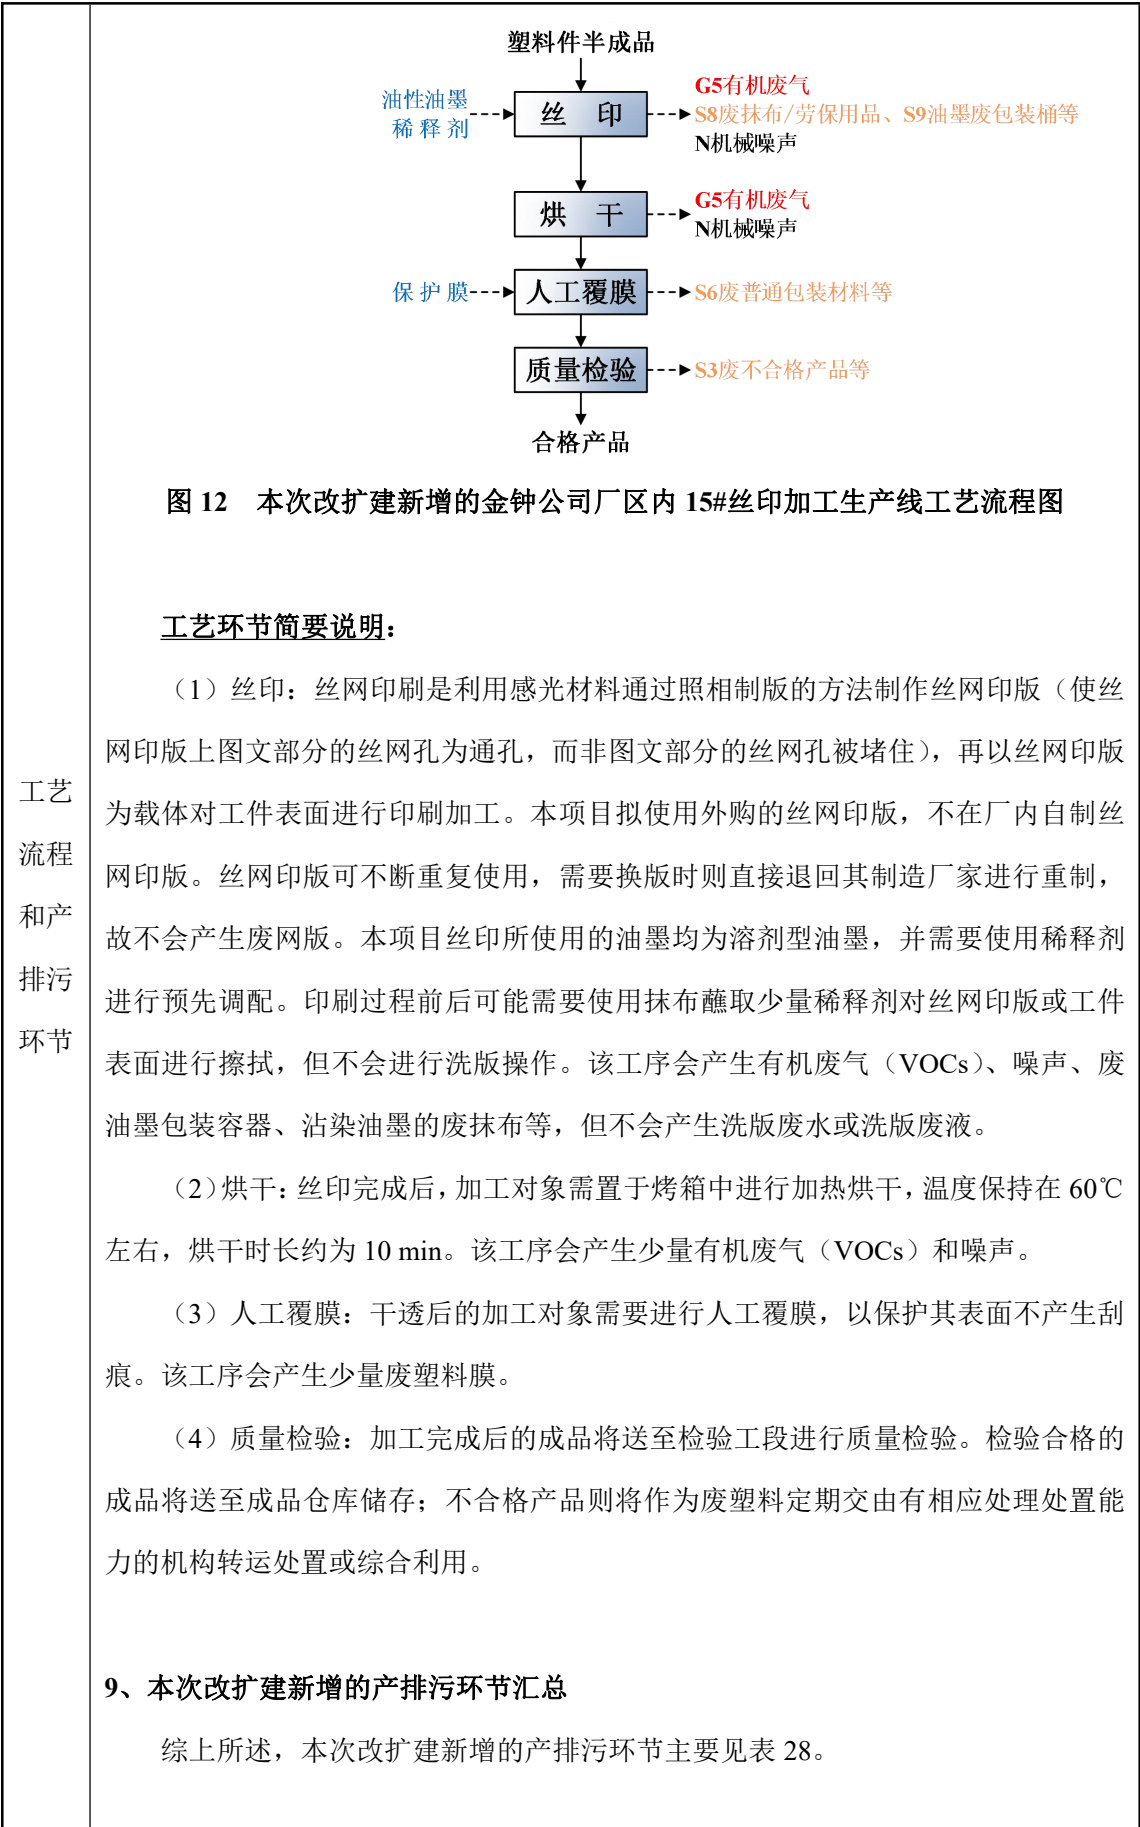 塑料件半成品
油性油墨
稀 释 剂
丝　印
G5有机废气
S8废抹布/劳保用品、S9油墨废包装桶等
N机械噪声
烘　干
G5有机废气
N机械噪声
保 护 膜
人工覆膜
S6废普通包装材料等
质量检验
S3废不合格产品等
合格产品
图 12　本次改扩建新增的金钟公司厂区内 15#丝印加工生产线工艺流程图
工艺
流程
和产
排污
环节
工艺环节简要说明：
（1）丝印：丝网印刷是利用感光材料通过照相制版的方法制作丝网印版（使丝
网印版上图文部分的丝网孔为通孔，而非图文部分的丝网孔被堵住），再以丝网印版
为载体对工件表面进行印刷加工。本项目拟使用外购的丝网印版，不在厂内自制丝
网印版。丝网印版可不断重复使用，需要换版时则直接退回其制造厂家进行重制，
故不会产生废网版。本项目丝印所使用的油墨均为溶剂型油墨，并需要使用稀释剂
进行预先调配。印刷过程前后可能需要使用抹布蘸取少量稀释剂对丝网印版或工件
表面进行擦拭，但不会进行洗版操作。该工序会产生有机废气（VOCs）、噪声、废
油墨包装容器、沾染油墨的废抹布等，但不会产生洗版废水或洗版废液。
（2）烘干：丝印完成后，加工对象需置于烤箱中进行加热烘干，温度保持在 60℃
左右，烘干时长约为 10 min。该工序会产生少量有机废气（VOCs）和噪声。
（3）人工覆膜：干透后的加工对象需要进行人工覆膜，以保护其表面不产生刮
痕。该工序会产生少量废塑料膜。
（4）质量检验：加工完成后的成品将送至检验工段进行质量检验。检验合格的
成品将送至成品仓库储存；不合格产品则将作为废塑料定期交由有相应处理处置能
力的机构转运处置或综合利用。
9、本次改扩建新增的产排污环节汇总
综上所述，本次改扩建新增的产排污环节主要见表 28。